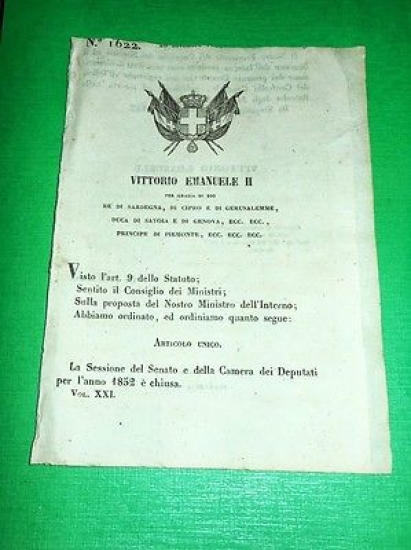 N.° 1622.
VITTORIO EMANUELE II
PER GRAZIA DI DIO
RE DI SARDEGNA, DI CIPRO E DI GERUSALEMME,
DUCA DI SAVOIA E DI GENOVA, ECC. ECC.,
PRINCIPE DI PIEMONTE, ECC. ECC. ECC.
Visto l'art. 9 dello Statuto;
Sentito il Consiglio dei Ministri;
Sulla proposta del Nostro Ministro dell'Interno;
Abbiamo ordinato, ed ordiniamo quanto segue:
ARTICOLO UNICO.
La Sessione del Senato e della Camera dei Deputati
per l'anno 1852 è chiusa.
VOL. XXI.